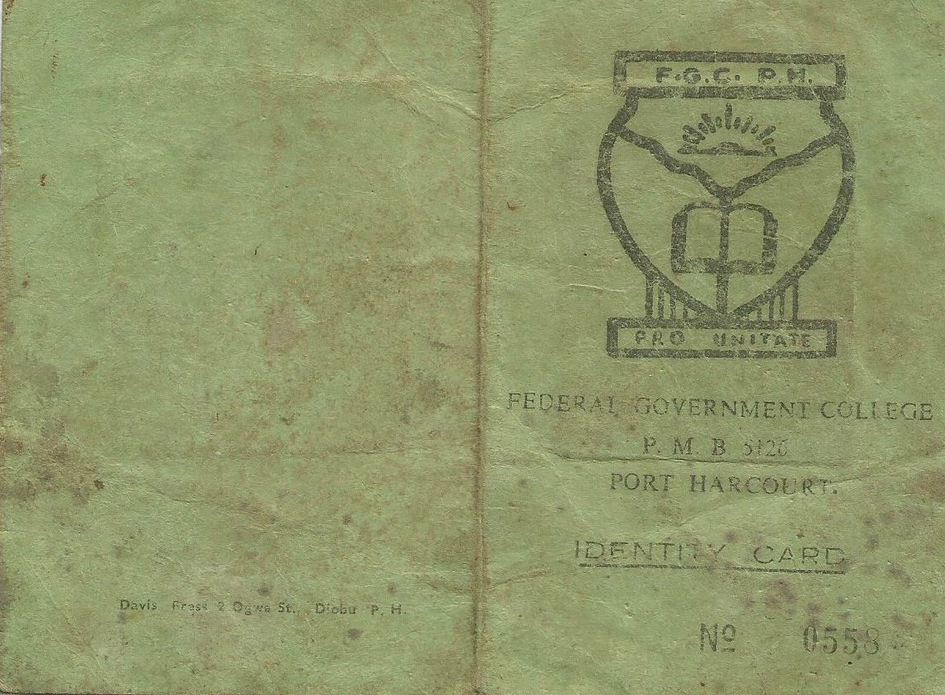 F.G.C. P.H.
PRO UNITATE
FEDERAL GOVERNMENT COLLEGE
P. M. B 5126
PORT HARCOURT.
IDENTITY CARD
Nº 0558
Davis Press 2 Ogwa St., Diobu P. H.